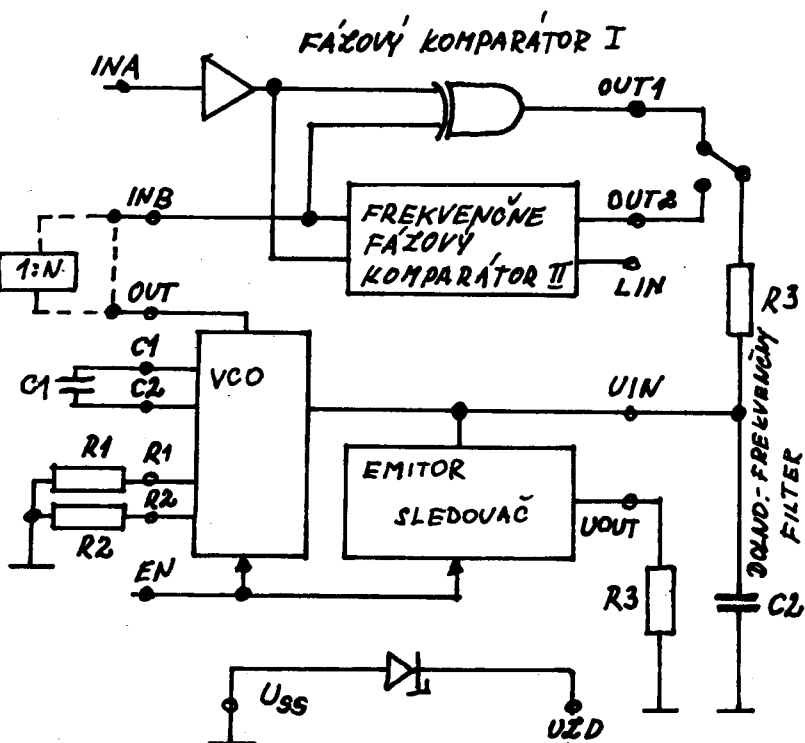 FÁZOVÝ KOMPARÁTOR I
INA
OUT1
INB
FREKVENČNE
FÁZOVÝ
KOMPARÁTOR II
OUT2
LIN
1:N
OUT
R3
C1
C1
C2
VCO
UIN
R1
R1
R2
R2
EMITOR
SLEDOVAČ
UOUT
DOLNO-FREKVENČNÝ
FILTER
EN
R3
C2
USS
UZD